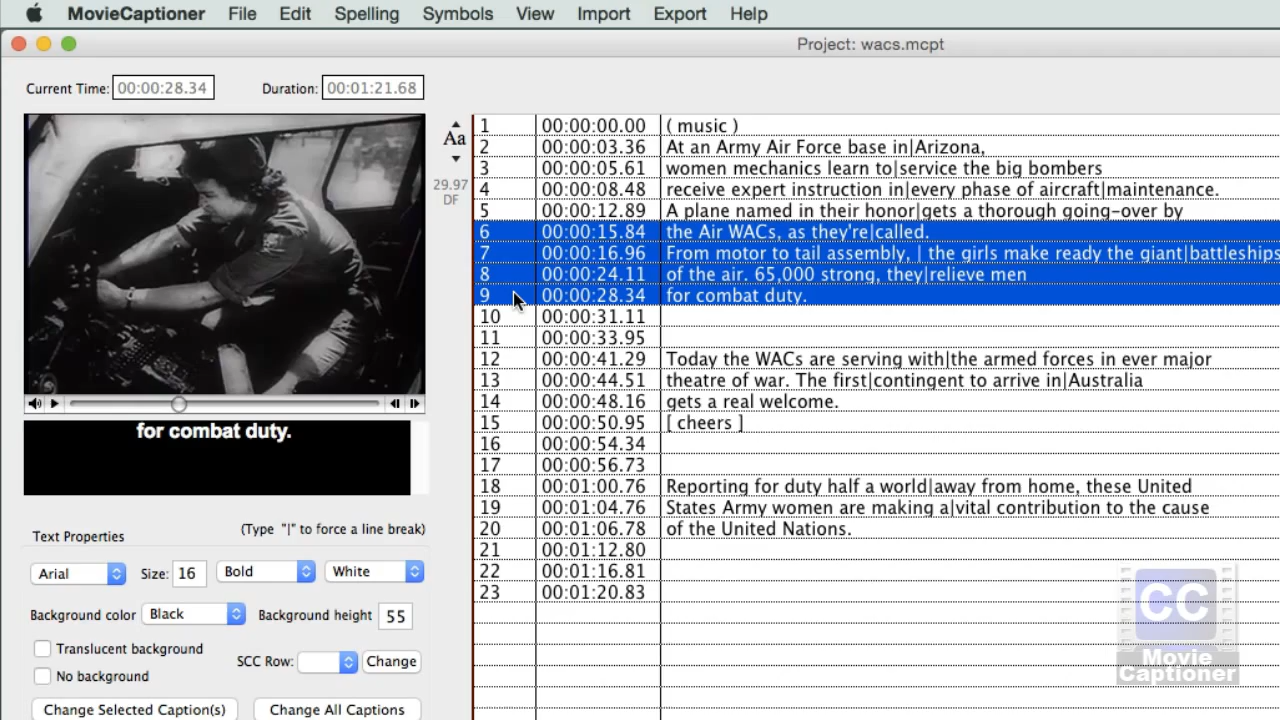 MovieCaptioner File Edit Spelling Symbols View Import Export Help
Project: wacs.mcpt
Current Time: 00:00:28.34 Duration: 00:01:21.68
Aa
29.97
DF
1 00:00:00.00 ( music )
2 00:00:03.36 At an Army Air Force base in|Arizona,
3 00:00:05.61 women mechanics learn to|service the big bombers
4 00:00:08.48 receive expert instruction in|every phase of aircraft|maintenance.
5 00:00:12.89 A plane named in their honor|gets a thorough going-over by
6 00:00:15.84 the Air WACs, as they're|called.
7 00:00:16.96 From motor to tail assembly, | the girls make ready the giant|battleships
8 00:00:24.11 of the air. 65,000 strong, they|relieve men
9 00:00:28.34 for combat duty.
10 00:00:31.11
11 00:00:33.95
12 00:00:41.29 Today the WACs are serving with|the armed forces in ever major
13 00:00:44.51 theatre of war. The first|contingent to arrive in|Australia
14 00:00:48.16 gets a real welcome.
15 00:00:50.95 [ cheers ]
16 00:00:54.34
17 00:00:56.73
18 00:01:00.76 Reporting for duty half a world|away from home, these United
19 00:01:04.76 States Army women are making a|vital contribution to the cause
20 00:01:06.78 of the United Nations.
21 00:01:12.80
22 00:01:16.81
23 00:01:20.83
for combat duty.
(Type "|" to force a line break)
Text Properties
Arial Size: 16 Bold White
Background color Black Background height 55
Translucent background
SCC Row: Change
No background
Change Selected Caption(s) Change All Captions
CC
Movie
Captioner